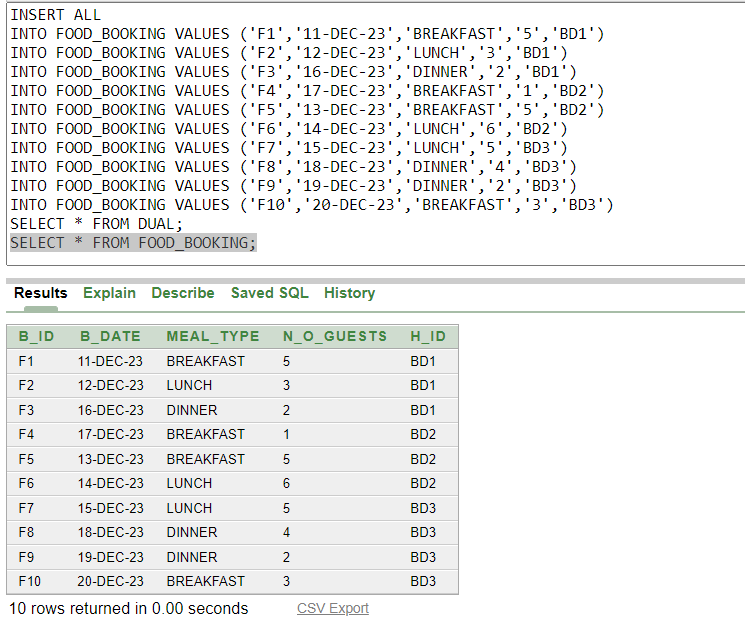 INSERT ALL
INTO FOOD_BOOKING VALUES ('F1','11-DEC-23','BREAKFAST','5','BD1')
INTO FOOD_BOOKING VALUES ('F2','12-DEC-23','LUNCH','3','BD1')
INTO FOOD_BOOKING VALUES ('F3','16-DEC-23','DINNER','2','BD1')
INTO FOOD_BOOKING VALUES ('F4','17-DEC-23','BREAKFAST','1','BD2')
INTO FOOD_BOOKING VALUES ('F5','13-DEC-23','BREAKFAST','5','BD2')
INTO FOOD_BOOKING VALUES ('F6','14-DEC-23','LUNCH','6','BD2')
INTO FOOD_BOOKING VALUES ('F7','15-DEC-23','LUNCH','5','BD3')
INTO FOOD_BOOKING VALUES ('F8','18-DEC-23','DINNER','4','BD3')
INTO FOOD_BOOKING VALUES ('F9','19-DEC-23','DINNER','2','BD3')
INTO FOOD_BOOKING VALUES ('F10','20-DEC-23','BREAKFAST','3','BD3')
SELECT * FROM DUAL;
SELECT * FROM FOOD_BOOKING;
Results Explain Describe Saved SQL History
B_ID B_DATE MEAL_TYPE N_O_GUESTS H_ID
F1 11-DEC-23 BREAKFAST 5 BD1
F2 12-DEC-23 LUNCH 3 BD1
F3 16-DEC-23 DINNER 2 BD1
F4 17-DEC-23 BREAKFAST 1 BD2
F5 13-DEC-23 BREAKFAST 5 BD2
F6 14-DEC-23 LUNCH 6 BD2
F7 15-DEC-23 LUNCH 5 BD3
F8 18-DEC-23 DINNER 4 BD3
F9 19-DEC-23 DINNER 2 BD3
F10 20-DEC-23 BREAKFAST 3 BD3
10 rows returned in 0.00 seconds CSV Export